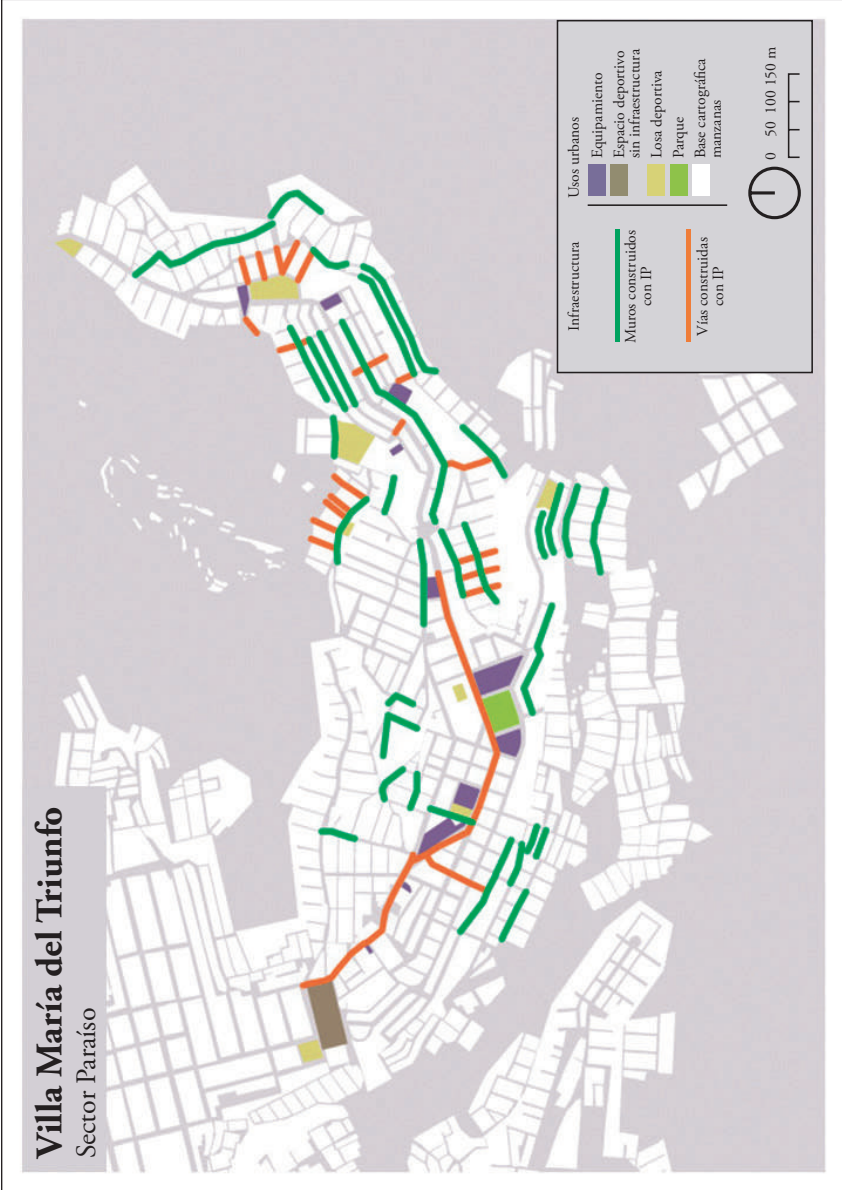 Villa María del Triunfo
Sector Paraíso
Infraestructura
Muros construidos
con IP
Vías construidas
con IP
Usos urbanos
Equipamiento
Espacio deportivo
sin infraestructura
Losa deportiva
Parque
Base cartográfica
manzanas
0 50 100 150 m